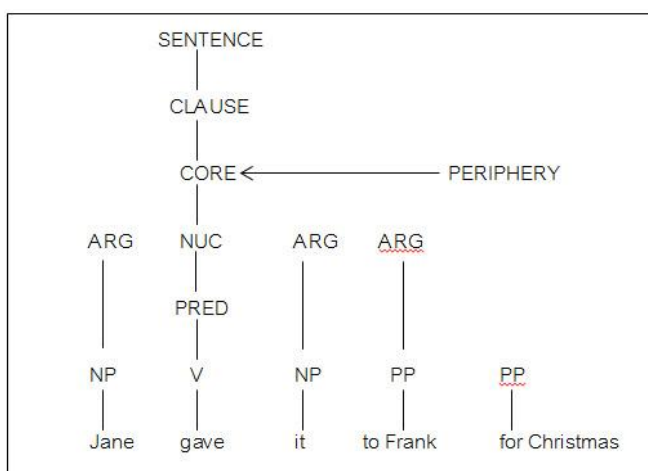 SENTENCE
CLAUSE
CORE PERIPHERY
ARG NUC ARG ARG
PRED
NP V NP PP PP
Jane gave it to Frank for Christmas